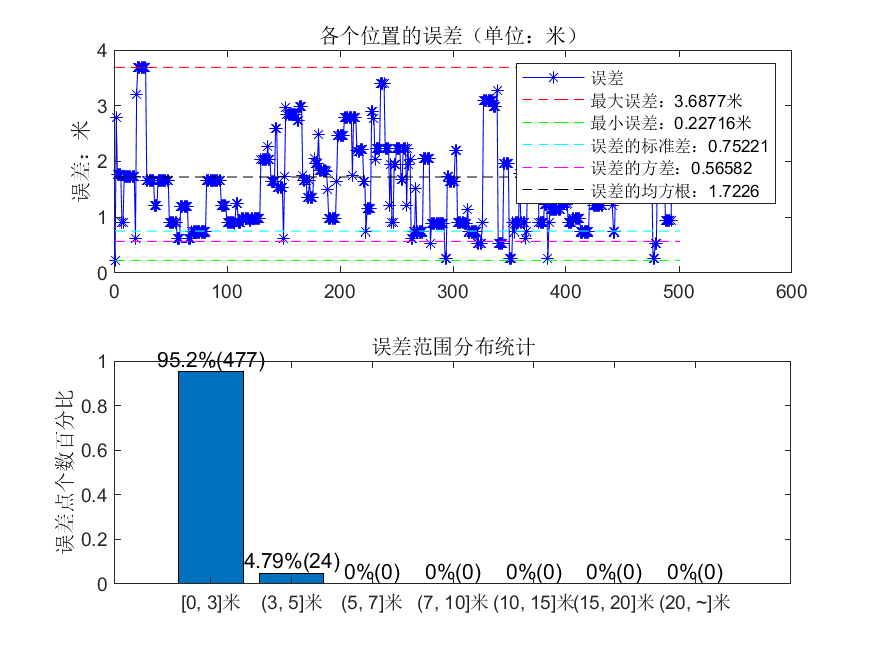 各个位置的误差（单位：米）
4
3
2
1
0
误差：米
误差
最大误差：3.6877米
最小误差：0.22716米
误差的标准差：0.75221
误差的方差：0.56582
误差的均方根：1.7226
0 100 200 300 400 500 600
误差范围分布统计
1
0.8
0.6
0.4
0.2
0
误差点个数百分比
95.2%(477)
4.79%(24)
0%(0) 0%(0) 0%(0) 0%(0) 0%(0)
[0, 3]米 (3, 5]米 (5, 7]米 (7, 10]米 (10, 15]米 (15, 20]米 (20, ~]米